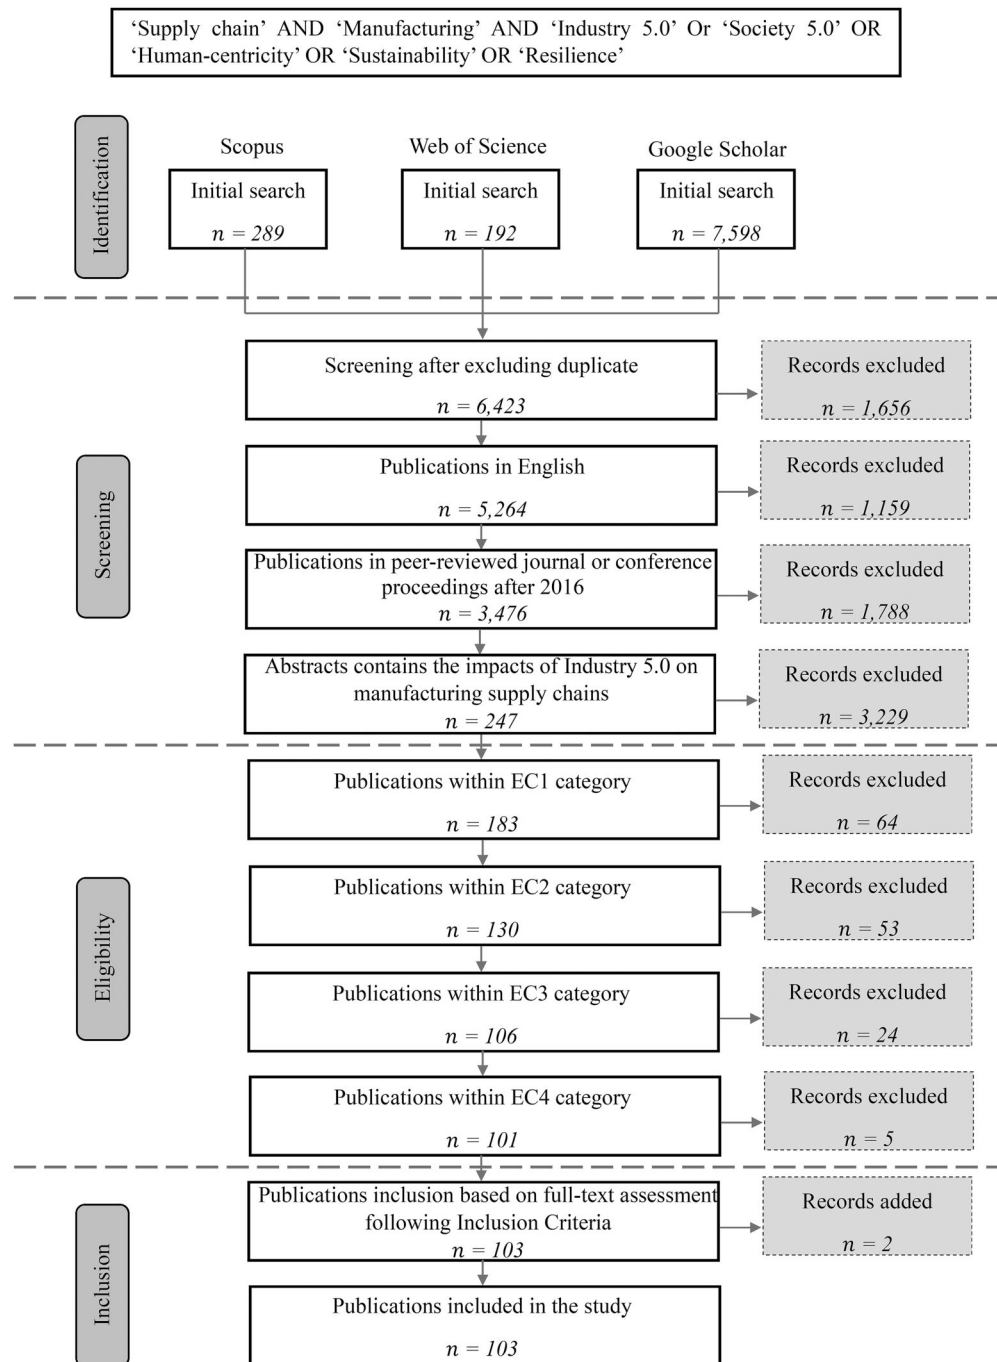 ‘Supply chain’ AND ‘Manufacturing’ AND ‘Industry 5.0’ Or ‘Society 5.0’ OR
‘Human-centricity’ OR ‘Sustainability’ OR ‘Resilience’
Identification
Scopus
Initial search
n = 289
Web of Science
Initial search
n = 192
Google Scholar
Initial search
n = 7,598
Screening
Screening after excluding duplicate
n = 6,423
Records excluded
n = 1,656
Publications in English
n = 5,264
Records excluded
n = 1,159
Publications in peer-reviewed journal or conference
proceedings after 2016
n = 3,476
Records excluded
n = 1,788
Abstracts contains the impacts of Industry 5.0 on
manufacturing supply chains
n = 247
Records excluded
n = 3,229
Eligibility
Publications within EC1 category
n = 183
Records excluded
n = 64
Publications within EC2 category
n = 130
Records excluded
n = 53
Publications within EC3 category
n = 106
Records excluded
n = 24
Publications within EC4 category
n = 101
Records excluded
n = 5
Inclusion
Publications inclusion based on full-text assessment
following Inclusion Criteria
n = 103
Records added
n = 2
Publications included in the study
n = 103